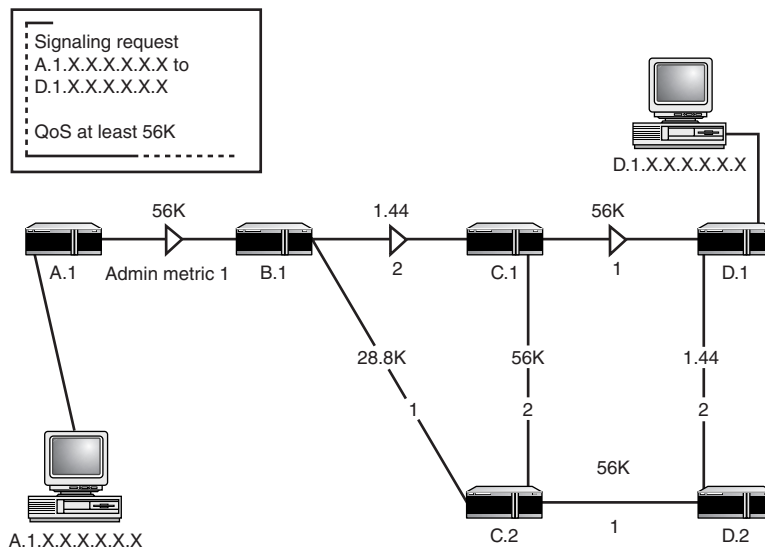 Signaling request
A.1.X.X.X.X.X.X to
D.1.X.X.X.X.X.X
QoS at least 56K
D.1.X.X.X.X.X.X
56K
1.44
56K
A.1
Admin metric 1
B.1
2
C.1
1
D.1
28.8K
56K
1.44
1
2
2
56K
C.2
1
D.2
A.1.X.X.X.X.X.X